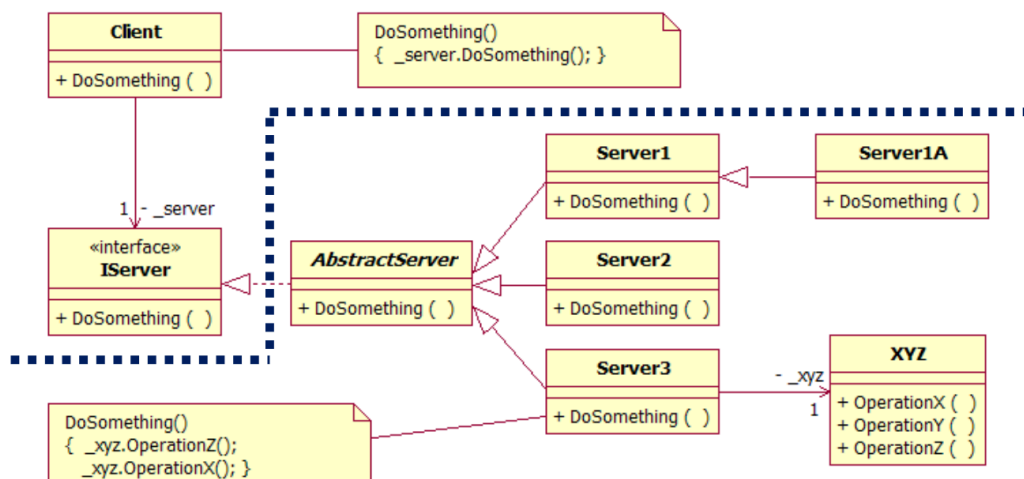 Client
+ DoSomething ( )
DoSomething()
{ _server.DoSomething(); }
1 - _server
«interface»
IServer
+ DoSomething ( )
AbstractServer
+ DoSomething ( )
Server1
+ DoSomething ( )
Server1A
+ DoSomething ( )
Server2
+ DoSomething ( )
Server3
+ DoSomething ( )
- _xyz
1
XYZ
+ OperationX ( )
+ OperationY ( )
+ OperationZ ( )
DoSomething()
{ _xyz.OperationZ();
_xyz.OperationX(); }